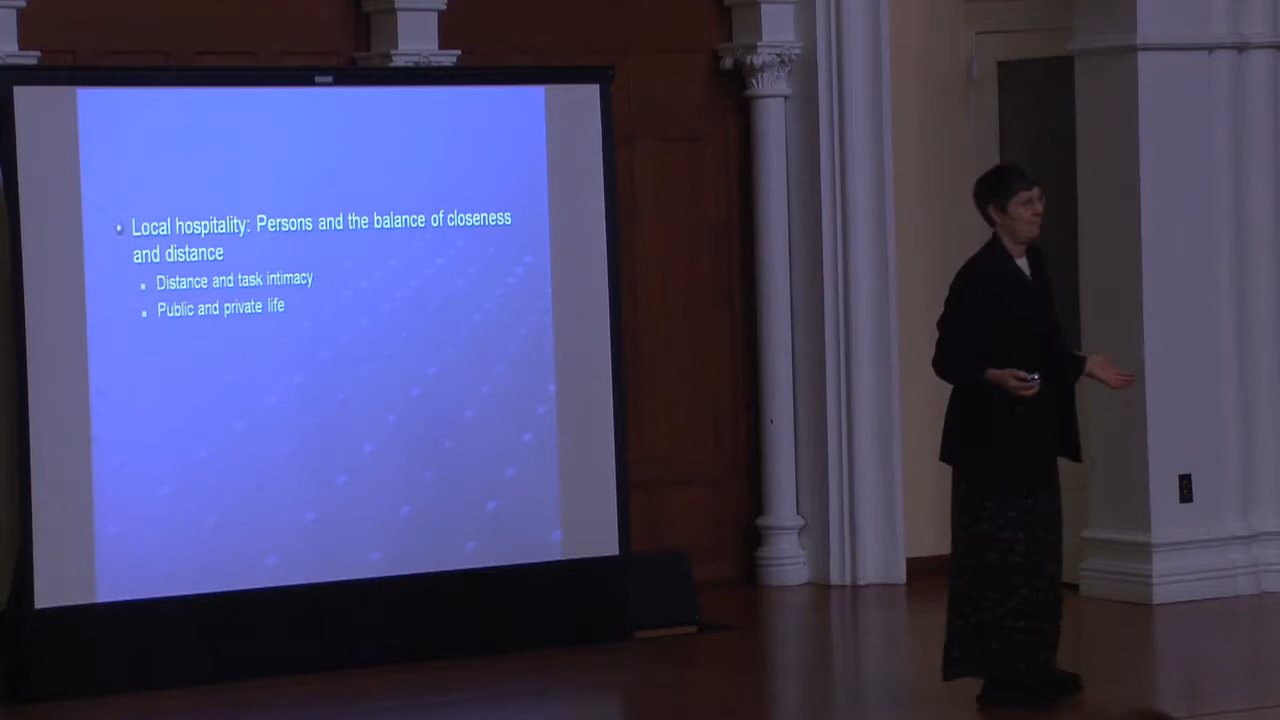 Local hospitality: Persons and the balance of closeness
and distance
Distance and task intimacy
Public and private life